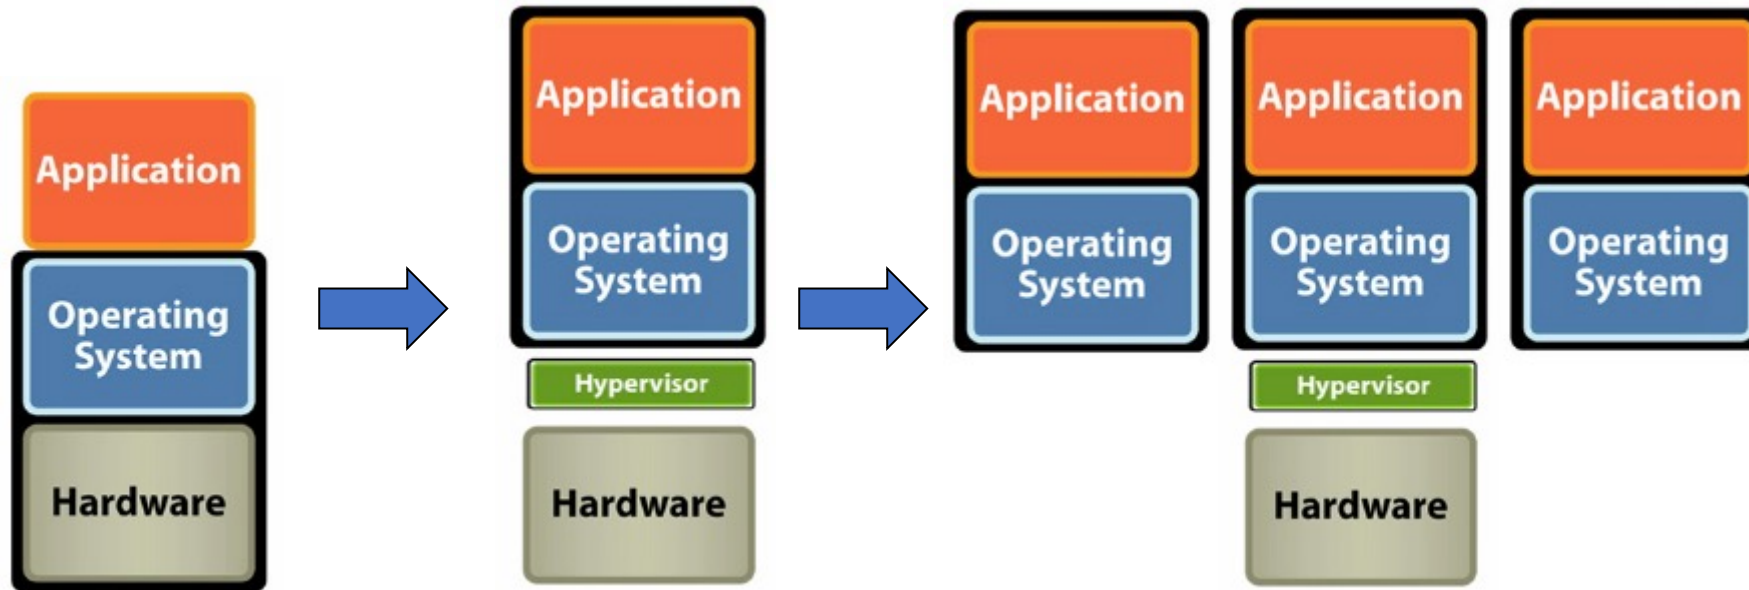 Application
Operating
System
Hardware
Application
Operating
System
Hypervisor
Hardware
Application
Operating
System
Application
Operating
System
Hypervisor
Hardware
Application
Operating
System